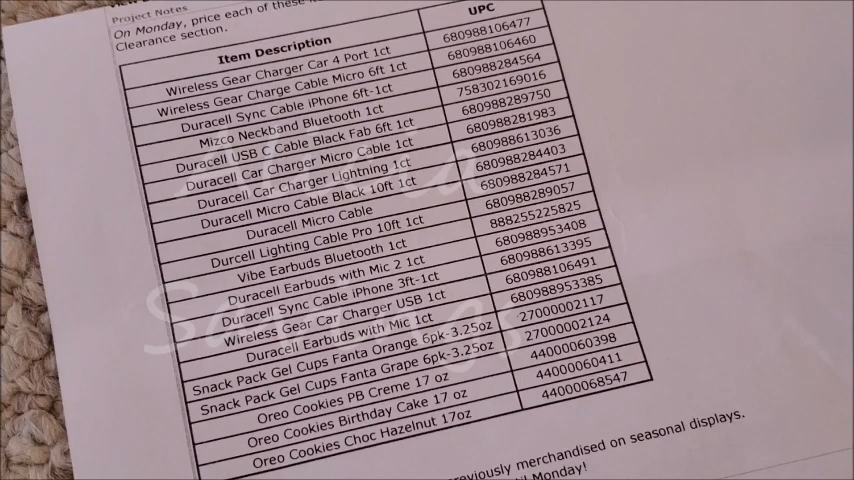 Project Notes
On Monday, price each of these
Clearance section.
Item Description UPC
Wireless Gear Charger Car 4 Port 1ct 680988106477
Wireless Gear Charge Cable Micro 6ft 1ct 680988106460
Duracell Sync Cable iPhone 6ft-1ct 680988284564
Mizco Neckband Bluetooth 1ct 758302169016
Duracell USB C Cable Black Fab 6ft 1ct 680988289750
Duracell Car Charger Micro Cable 1ct 680988281983
Duracell Car Charger Lightning 1ct 680988613036
Duracell Micro Cable Black 10ft 1ct 680988284403
Duracell Micro Cable 680988284571
Durcell Lighting Cable Pro 10ft 1ct 680988289057
Vibe Earbuds Bluetooth 1ct 888255225825
Duracell Earbuds with Mic 2 1ct 680988953408
Duracell Sync Cable iPhone 3ft-1ct 680988613395
Wireless Gear Car Charger USB 1ct 680988106491
Duracell Earbuds with Mic 1ct 680988953385
Snack Pack Gel Cups Fanta Orange 6pk-3.25oz 27000002117
Snack Pack Gel Cups Fanta Grape 6pk-3.25oz 27000002124
Oreo Cookies PB Creme 17 oz 44000060398
Oreo Cookies Birthday Cake 17 oz 44000060411
Oreo Cookies Choc Hazelnut 17oz 44000068547
previously merchandised on seasonal displays.
Monday!